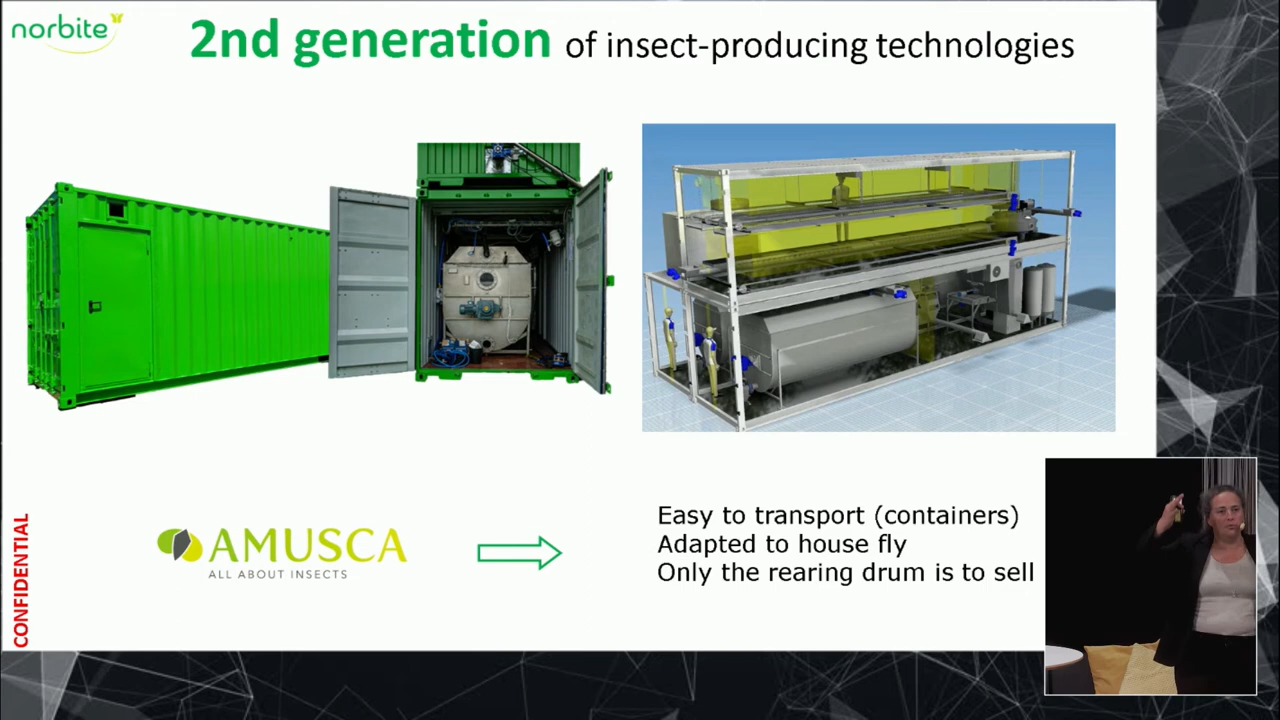 norbite
2nd generation of insect-producing technologies
AMUSCA
ALL ABOUT INSECTS
Easy to transport (containers)
Adapted to house fly
Only the rearing drum is to sell
CONFIDENTIAL